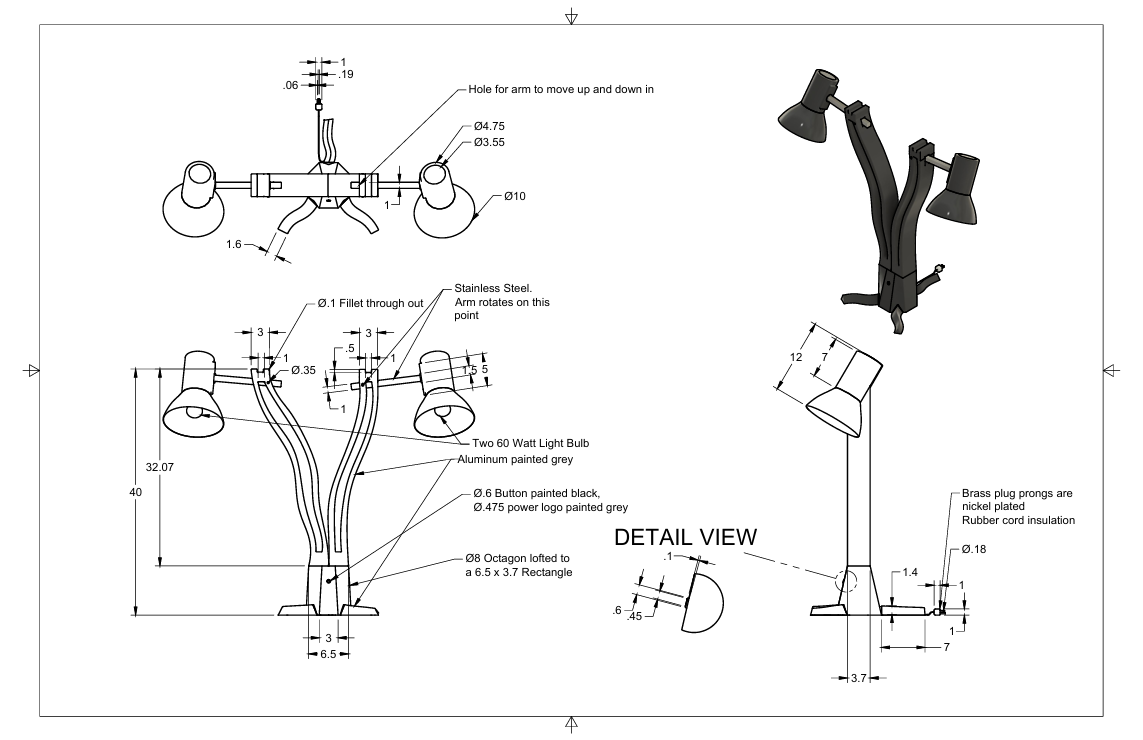 1
.19
.06
Hole for arm to move up and down in
Ø4.75
Ø3.55
Ø10
1
1.6
Stainless Steel.
Arm rotates on this
point
Ø.1 Fillet through out
3
3
.5
1
1
Ø.35
1.5
5
1
12
7
32.07
40
Two 60 Watt Light Bulb
Aluminum painted grey
Ø.6 Button painted black,
Ø.475 power logo painted grey
Ø8 Octagon lofted to
a 6.5 x 3.7 Rectangle
3
6.5
DETAIL VIEW
.1
.6
.45
Brass plug prongs are
nickel plated
Rubber cord insulation
Ø.18
1.4
1
1
7
3.7